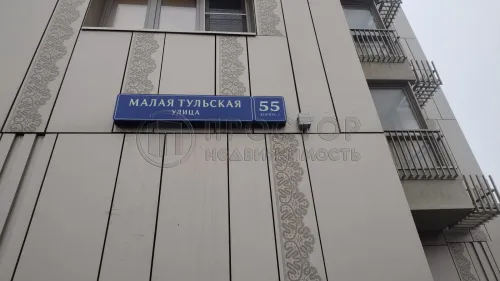 МАЛАЯ ТУЛЬСКАЯ
УЛИЦА
55
ПРОСТОР
НЕДВИЖИМОСТЬ